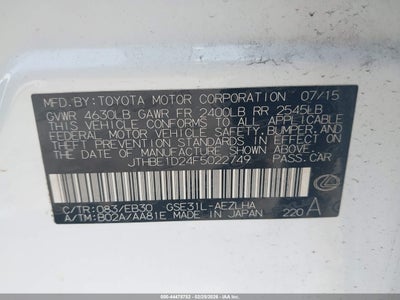 MFD. BY: TOYOTA MOTOR CORPORATION 07/15
GVWR 4630LB GAWR FR 2400LB RR 2545LB
THIS VEHICLE CONFORMS TO ALL APPLICABLE
FEDERAL MOTOR VEHICLE SAFETY, BUMPER, AND
THEFT PREVENTION STANDARDS IN EFFECT ON
THE DATE OF MANUFACTURE SHOWN ABOVE.
JTHBE1D24F5022749 PASS.CAR
C/TR: 083/EB30 GSE31L-AEZLHA
A/TM: B02A/AA81E MADE IN JAPAN 220 A